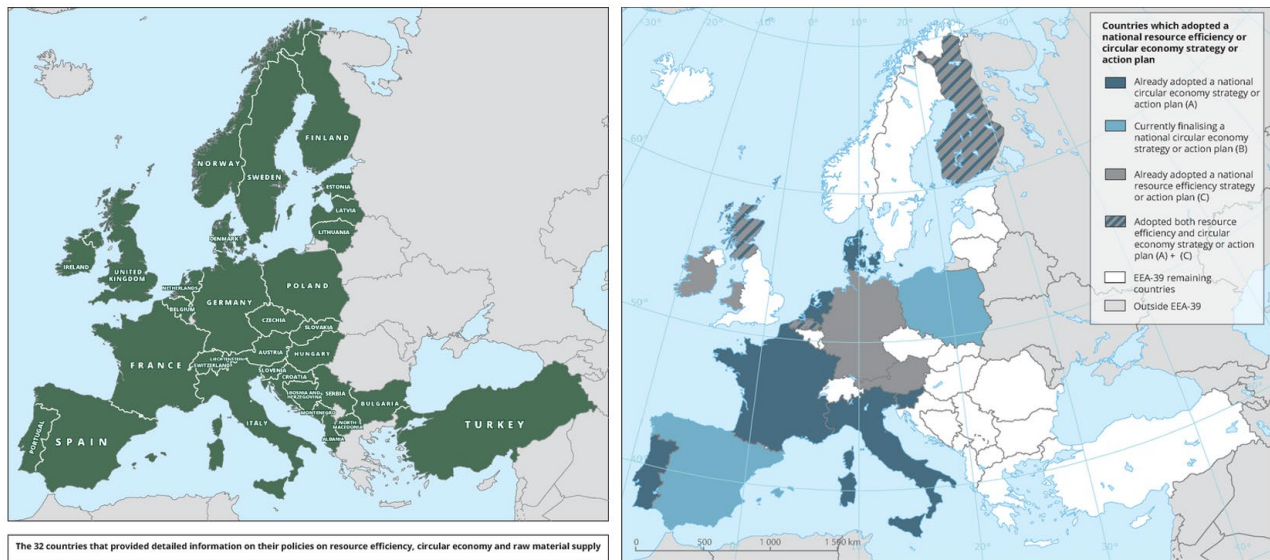 NORWAY
SWEDEN
FINLAND
ESTONIA
LATVIA
LITHUANIA
DENMARK
IRELAND
UNITED
KINGDOM
NETHERLANDS
BELGIUM
GERMANY
POLAND
CZECHIA
SLOVAKIA
AUSTRIA
HUNGARY
LIECHTENSTEIN
SWITZERLAND
FRANCE
SLOVENIA
CROATIA
BOSNIA AND
HERZEGOVINA
SERBIA
MONTENEGRO
BULGARIA
NORTH
MACEDONIA
ALBANIA
ITALY
PORTUGAL
SPAIN
TURKEY
The 32 countries that provided detailed information on their policies on resource efficiency, circular economy and raw material supply
-30°
-20°
-10°
0°
10°
20°
30°
60°
50°
40°
0°
10°
20°
30°
0
500
1 000
1 500 km
Countries which adopted a
national resource efficiency or
circular economy strategy or
action plan
Already adopted a national
circular economy strategy or
action plan (A)
Currently finalising a
national circular economy
strategy or action plan (B)
Already adopted a national
resource efficiency strategy
or action plan (C)
Adopted both resource
efficiency and circular
economy strategy or action
plan (A) + (C)
EEA-39 remaining
countries
Outside EEA-39